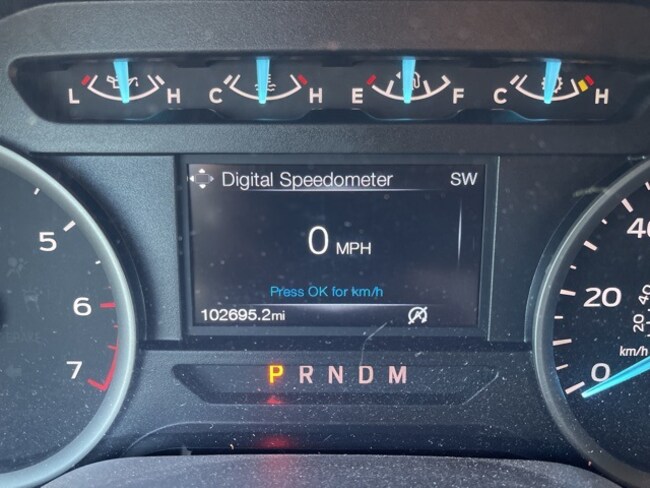 L H C H E F C H
Digital Speedometer SW
0 MPH
Press OK for km/h
102695.2mi
P R N D M
5
6
7
40
20
0
40
20
km/h